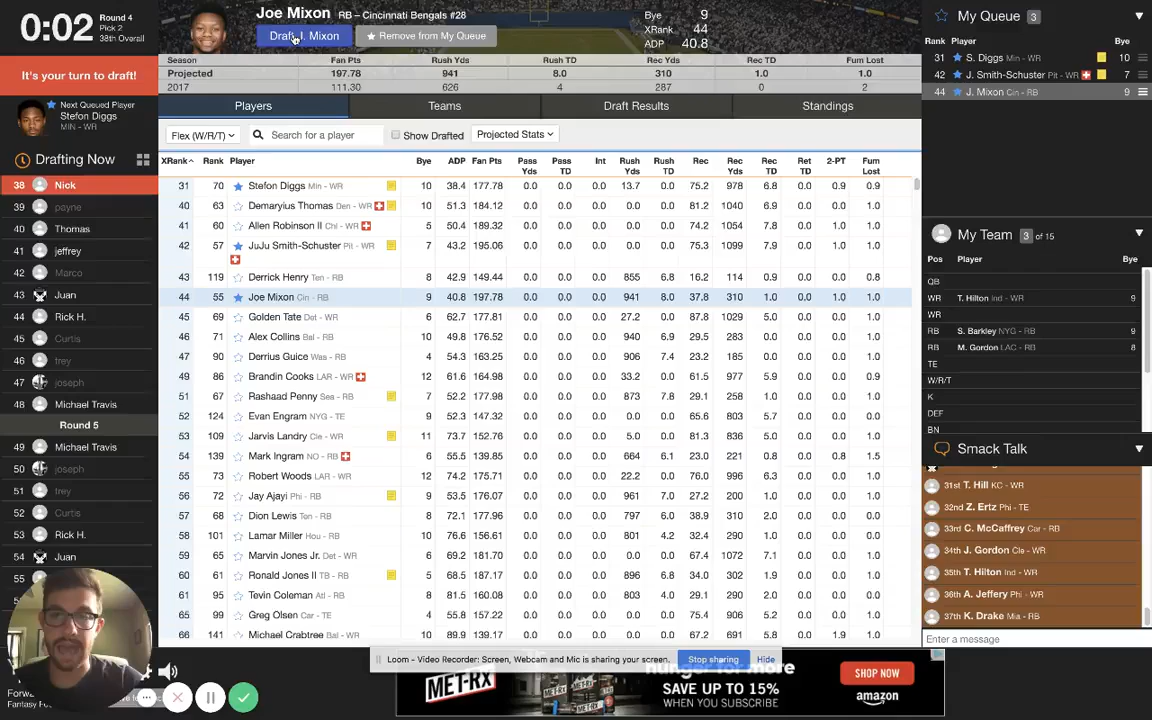 0:02
Round 4
Pick 2
38th Overall
It's your turn to draft!
Next Queued Player
Stefon Diggs
MIN - WR
Drafting Now
38 Nick
39 payne
40 Thomas
41 jeffrey
42 Marco
43 Juan
44 Rick H.
45 Curtis
46 trey
47 joseph
48 Michael Travis
Round 5
49 Michael Travis
50 joseph
51 trey
52 Curtis
53 Rick H.
54 Juan
55
Joe Mixon RB - Cincinnati Bengals #28
Draft J. Mixon
Remove from My Queue
Bye 9
XRank 44
ADP 40.8
Season Fan Pts Rush Yds Rush TD Rec Yds Rec TD Fum Lost
Projected 197.78 941 8.0 310 1.0 1.0
2017 111.30 626 4 287 0 2
Players Teams Draft Results Standings
Flex (W/R/T) Search for a player Show Drafted Projected Stats
XRank Rank Player Bye ADP Fan Pts Pass Yds Pass TD Int Rush Yds Rush TD Rec Rec Yds Rec TD Ret TD 2-PT Fum Lost
31 70 Stefon Diggs Min - WR 10 38.4 177.78 0.0 0.0 0.0 13.7 0.0 75.2 978 6.8 0.0 0.9 0.9
40 63 Demaryius Thomas Den - WR 10 51.3 184.12 0.0 0.0 0.0 0.0 0.0 81.2 1040 6.9 0.0 1.0 0.0
41 60 Allen Robinson II Chi - WR 5 50.4 189.32 0.0 0.0 0.0 0.0 0.0 74.2 1054 7.8 0.0 1.0 1.0
42 57 JuJu Smith-Schuster Pit - WR 7 43.2 195.06 0.0 0.0 0.0 0.0 0.0 75.3 1099 7.9 0.0 1.0 1.0
43 119 Derrick Henry Ten - RB 8 42.9 149.44 0.0 0.0 0.0 855 6.8 16.2 114 0.9 0.0 0.0 0.8
44 55 Joe Mixon Cin - RB 9 40.8 197.78 0.0 0.0 0.0 941 8.0 37.8 310 1.0 0.0 1.0 1.0
45 69 Golden Tate Det - WR 6 62.7 177.81 0.0 0.0 0.0 27.2 0.0 87.8 1029 5.0 0.0 0.0 1.0
46 71 Alex Collins Bal - RB 10 49.8 176.52 0.0 0.0 0.0 940 6.9 29.5 283 0.0 0.0 0.0 1.0
47 90 Derrius Guice Was - RB 4 54.3 163.25 0.0 0.0 0.0 906 7.4 23.2 185 0.0 0.0 0.0 1.0
49 86 Brandin Cooks LAR - WR 12 61.6 164.98 0.0 0.0 0.0 33.2 0.0 61.5 977 5.9 0.0 0.0 0.9
51 67 Rashaad Penny Sea - RB 7 52.2 177.98 0.0 0.0 0.0 873 7.8 29.1 258 1.0 0.0 0.0 1.0
52 124 Evan Engram NYG - TE 9 52.3 147.32 0.0 0.0 0.0 0.0 0.0 65.6 803 5.7 0.0 0.0 0.0
53 109 Jarvis Landry Cle - WR 11 73.7 152.76 0.0 0.0 0.0 5.0 0.0 81.3 836 5.0 0.0 0.0 1.0
54 139 Mark Ingram NO - RB 6 55.5 139.85 0.0 0.0 0.0 664 6.1 23.0 221 0.8 0.0 0.8 1.5
55 73 Robert Woods LAR - WR 12 74.2 175.71 0.0 0.0 0.0 22.2 0.0 76.0 996 6.3 0.0 0.0 0.0
56 72 Jay Ajayi Phi - RB 9 53.5 176.07 0.0 0.0 0.0 961 7.0 27.2 200 1.0 0.0 0.0 1.0
57 68 Dion Lewis Ten - RB 8 72.1 177.96 0.0 0.0 0.0 797 6.0 38.9 310 2.0 0.0 0.0 0.0
58 101 Lamar Miller Hou - RB 10 76.6 156.61 0.0 0.0 0.0 801 4.2 32.4 290 1.0 0.0 0.0 1.0
59 65 Marvin Jones Jr. Det - WR 6 69.2 181.70 0.0 0.0 0.0 0.0 0.0 67.4 1072 7.1 0.0 0.0 0.0
60 61 Ronald Jones II TB - RB 5 68.5 187.17 0.0 0.0 0.0 896 6.8 34.0 302 1.9 0.0 0.0 1.0
61 95 Tevin Coleman Atl - RB 8 81.5 160.08 0.0 0.0 0.0 803 4.0 29.1 290 2.0 0.0 0.0 1.0
65 99 Greg Olsen Car - TE 4 55.8 157.22 0.0 0.0 0.0 0.0 0.0 75.4 906 5.2 0.0 0.0 0.0
66 141 Michael Crabtree Bal - WR 10 89.9 139.17 0.0 0.0 0.0 0.0 0.0 67.2 691 5.8 0.0 1.9 1.0
My Queue 3
Rank Player Bye
31 S. Diggs Min - WR 10
42 J. Smith-Schuster Pit - WR 7
44 J. Mixon Cin - RB 9
My Team 3 of 15
Pos Player Bye
QB
WR T. Hilton Ind - WR 9
WR
RB S. Barkley NYG - RB 9
RB M. Gordon LAC - RB 8
TE
W/R/T
K
DEF
BN
Smack Talk
31st T. Hill KC - WR
32nd Z. Ertz Phi - TE
33rd C. McCaffrey Car - RB
34th J. Gordon Cle - WR
35th T. Hilton Ind - WR
36th A. Jeffery Phi - WR
37th K. Drake Mia - RB
Enter a message
Loom - Video Recorder: Screen, Webcam and Mic is sharing your screen.
Stop sharing
Hide
MET-RX
hunger for more
SAVE UP TO 15%
WHEN YOU SUBSCRIBE
SHOP NOW
amazon
Forw
Fantasy Fo